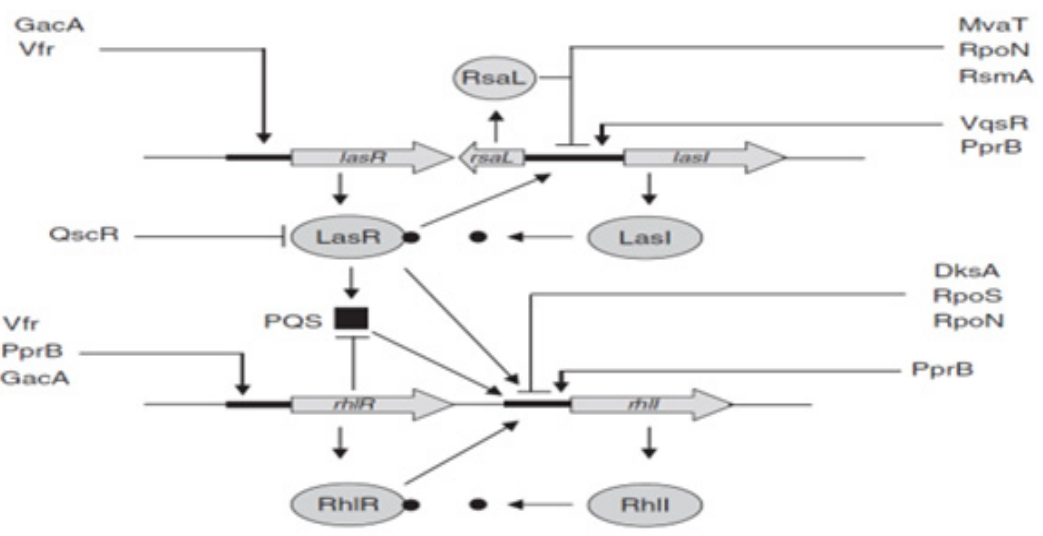 GacA
Vfr
MvaT
RpoN
RsmA
RsaL
VqsR
PprB
lasR
rsaL
lasI
QscR
LasR
LasI
DksA
RpoS
RpoN
PQS
Vfr
PprB
GacA
PprB
rhlR
rhlI
RhlR
RhlI